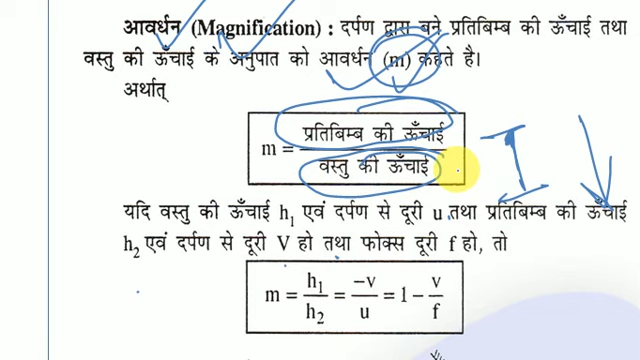 आवर्धन (Magnification) : दर्पण द्वारा बने प्रतिबिम्ब की ऊँचाई तथा
वस्तु की ऊँचाई के अनुपात को आवर्धन (m) कहते है।
अर्थात्
m = प्रतिबिम्ब की ऊँचाई / वस्तु की ऊँचाई
यदि वस्तु की ऊँचाई h₁ एवं दर्पण से दूरी u तथा प्रतिबिम्ब की ऊँचाई
h₂ एवं दर्पण से दूरी V हो तथा फोक्स दूरी f हो, तो
m = h₁/h₂ = -v/u = 1 - v/f